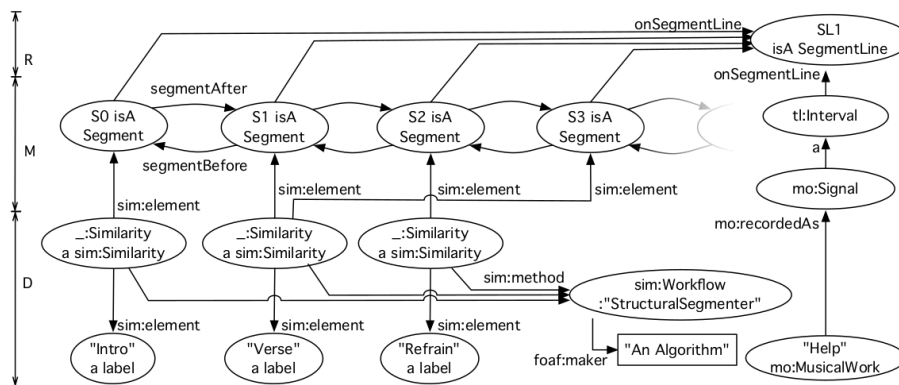 onSegmentLine
SL1
isA SegmentLine
R
onSegmentLine
segmentAfter
S0 isA
Segment
S1 isA
Segment
S2 isA
Segment
S3 isA
Segment
tl:Interval
M
segmentBefore
a
sim:element
sim:element
sim:element
sim:element
mo:Signal
mo:recordedAs
_:Similarity
a sim:Similarity
_:Similarity
a sim:Similarity
_:Similarity
a sim:Similarity
D
sim:method
sim:Workflow
:"StructuralSegmenter"
sim:element
sim:element
sim:element
"Intro"
a label
"Verse"
a label
"Refrain"
a label
foaf:maker
"An Algorithm"
"Help"
mo:MusicalWork